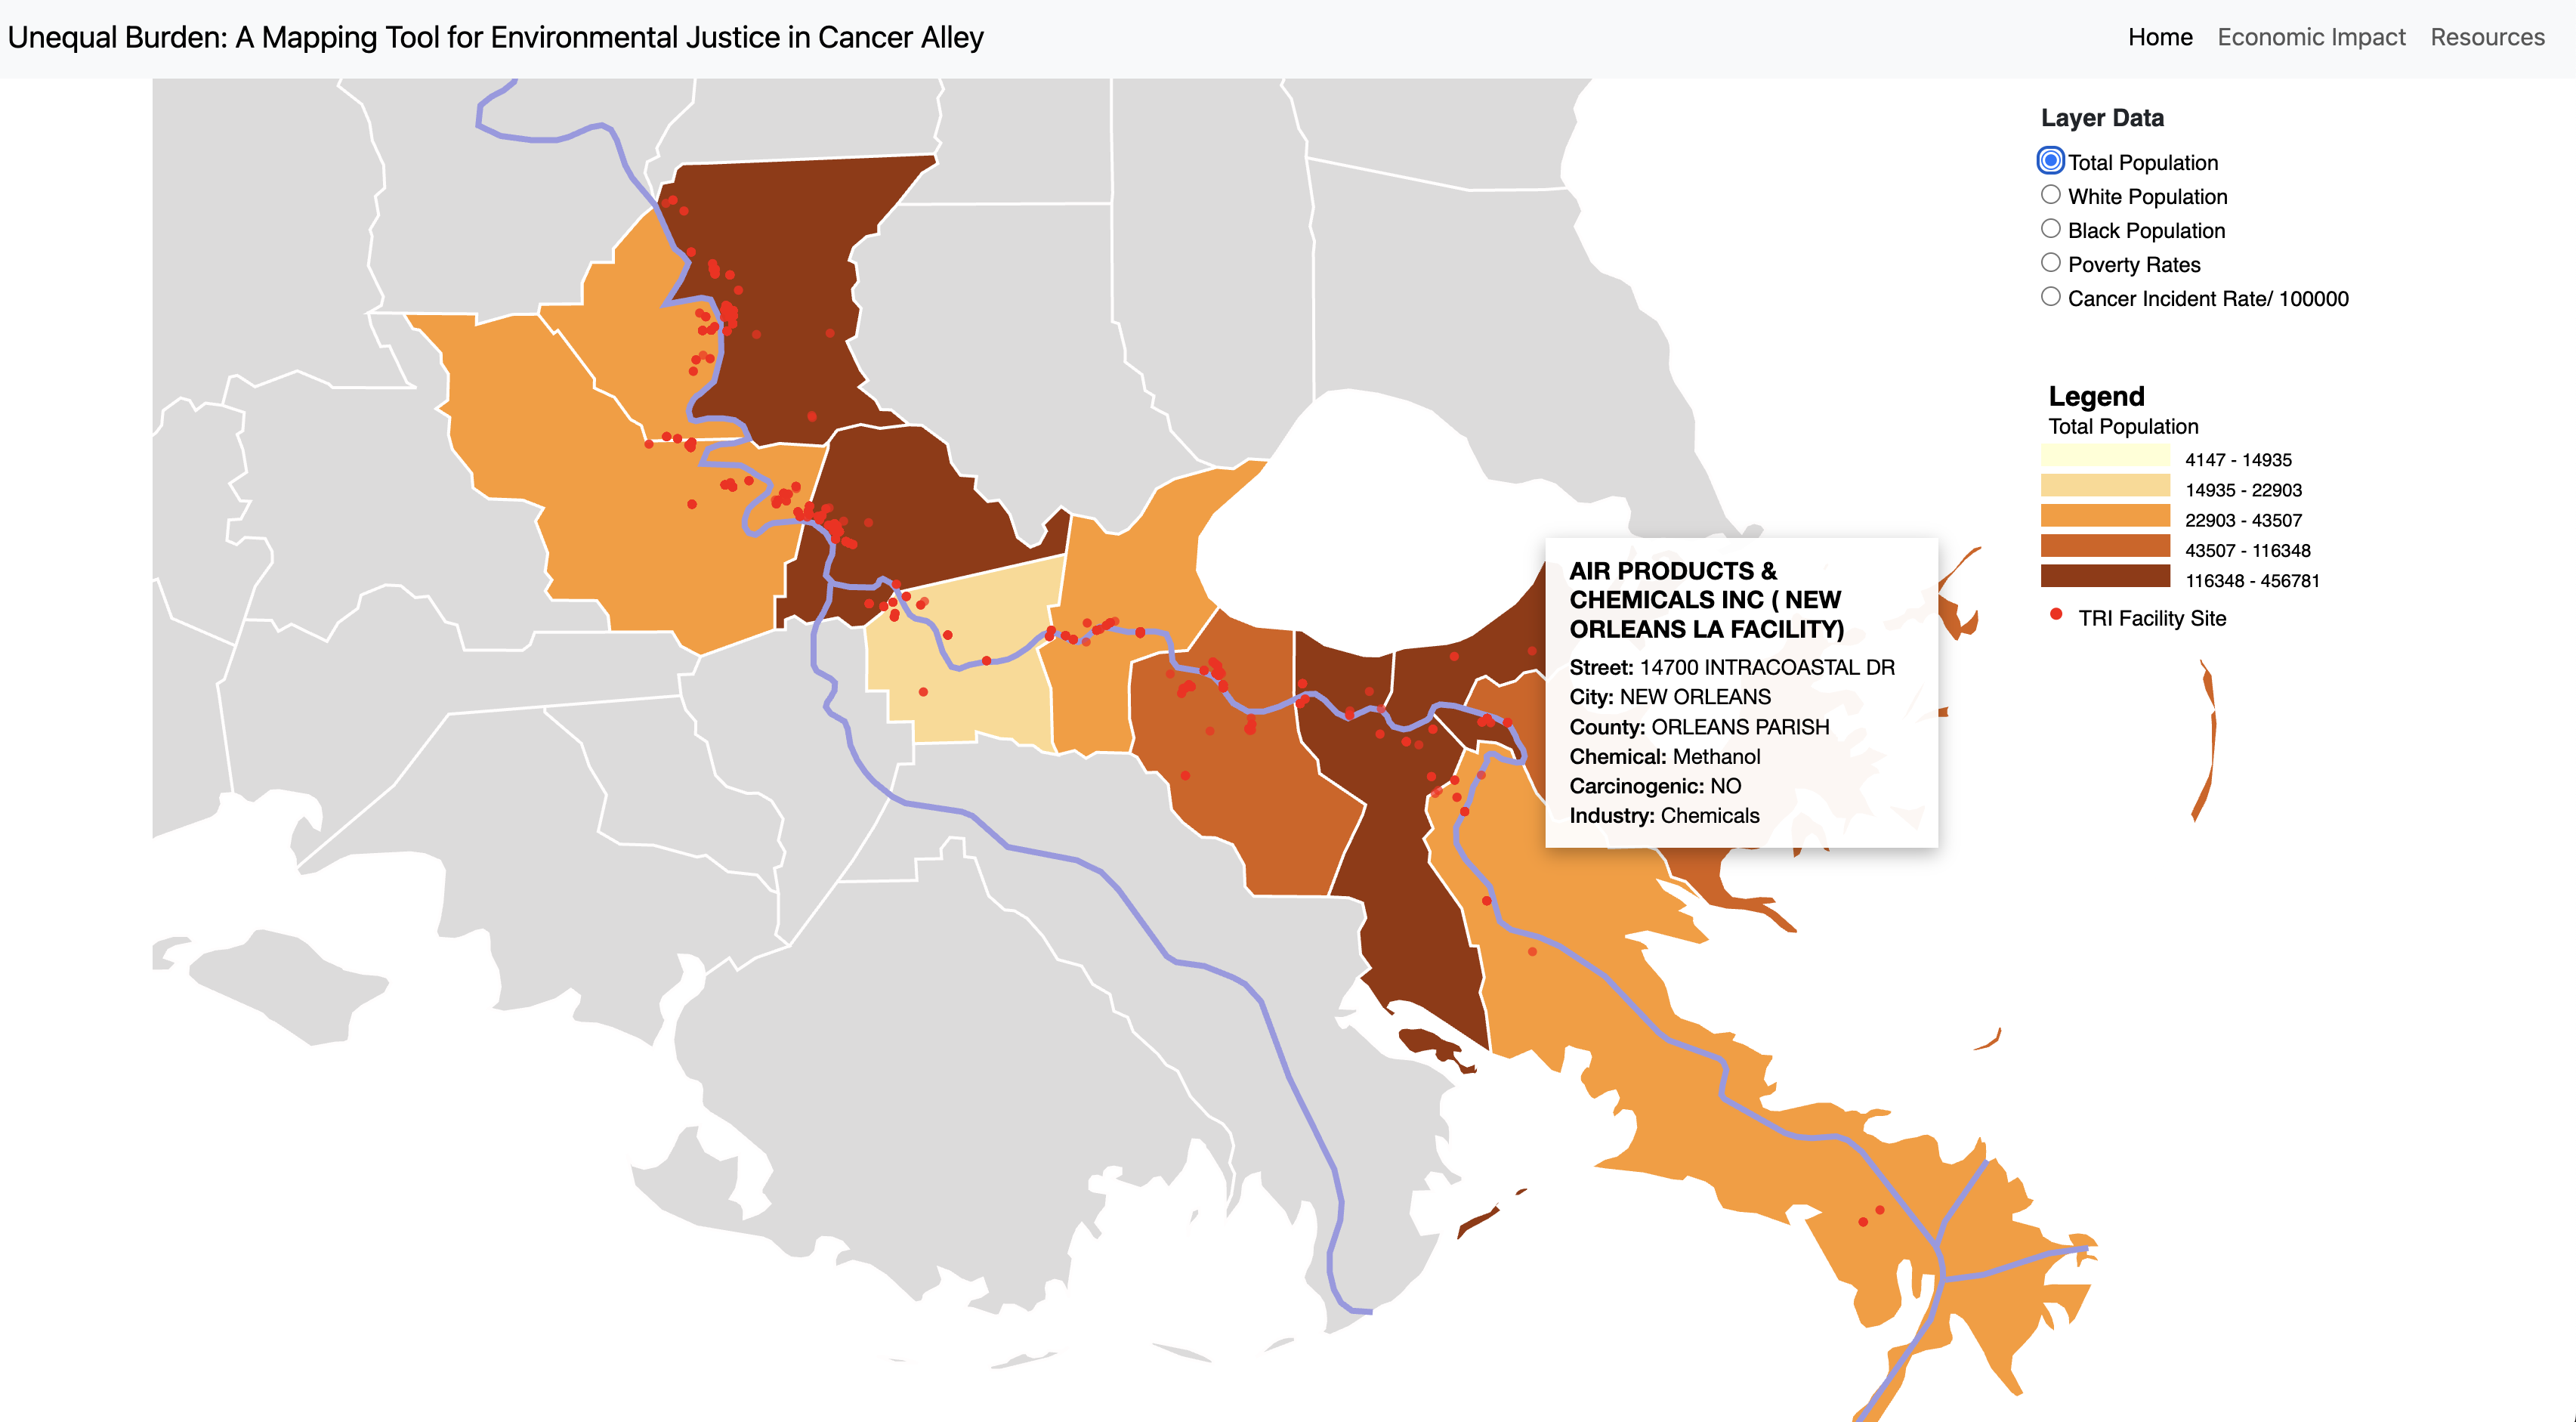 Unequal Burden: A Mapping Tool for Environmental Justice in Cancer Alley
Home Economic Impact Resources
Layer Data
Total Population
White Population
Black Population
Poverty Rates
Cancer Incident Rate/ 100000
Legend
Total Population
4147 - 14935
14935 - 22903
22903 - 43507
43507 - 116348
116348 - 456781
TRI Facility Site
AIR PRODUCTS &
CHEMICALS INC ( NEW
ORLEANS LA FACILITY)
Street: 14700 INTRACOASTAL DR
City: NEW ORLEANS
County: ORLEANS PARISH
Chemical: Methanol
Carcinogenic: NO
Industry: Chemicals